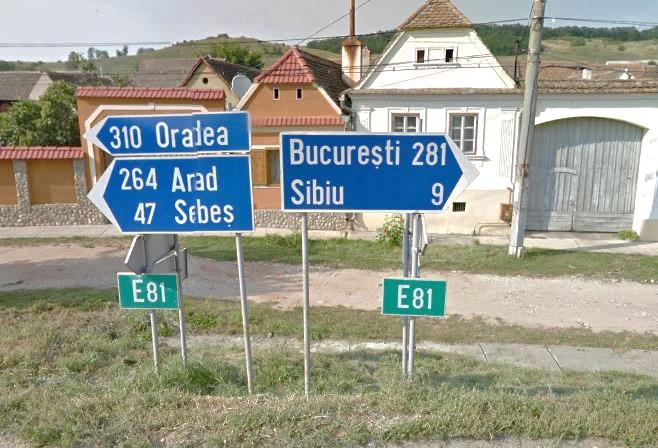 310 Oradea
264 Arad
47 Sebeș
București 281
Sibiu 9
E81
E81